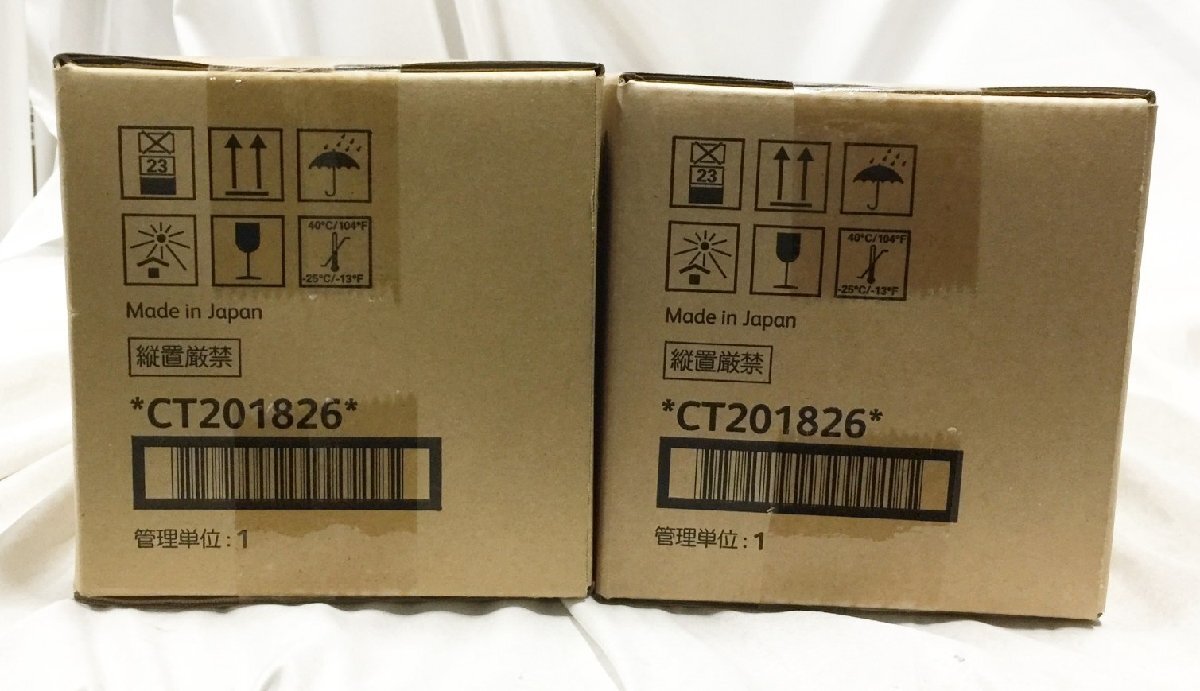 23
40°C/104°F
-25°C/-13°F
Made in Japan
縦置厳禁
*CT201826*
管理単位:1
23
40°C/104°F
-25°C/-13°F
Made in Japan
縦置厳禁
*CT201826*
管理単位:1